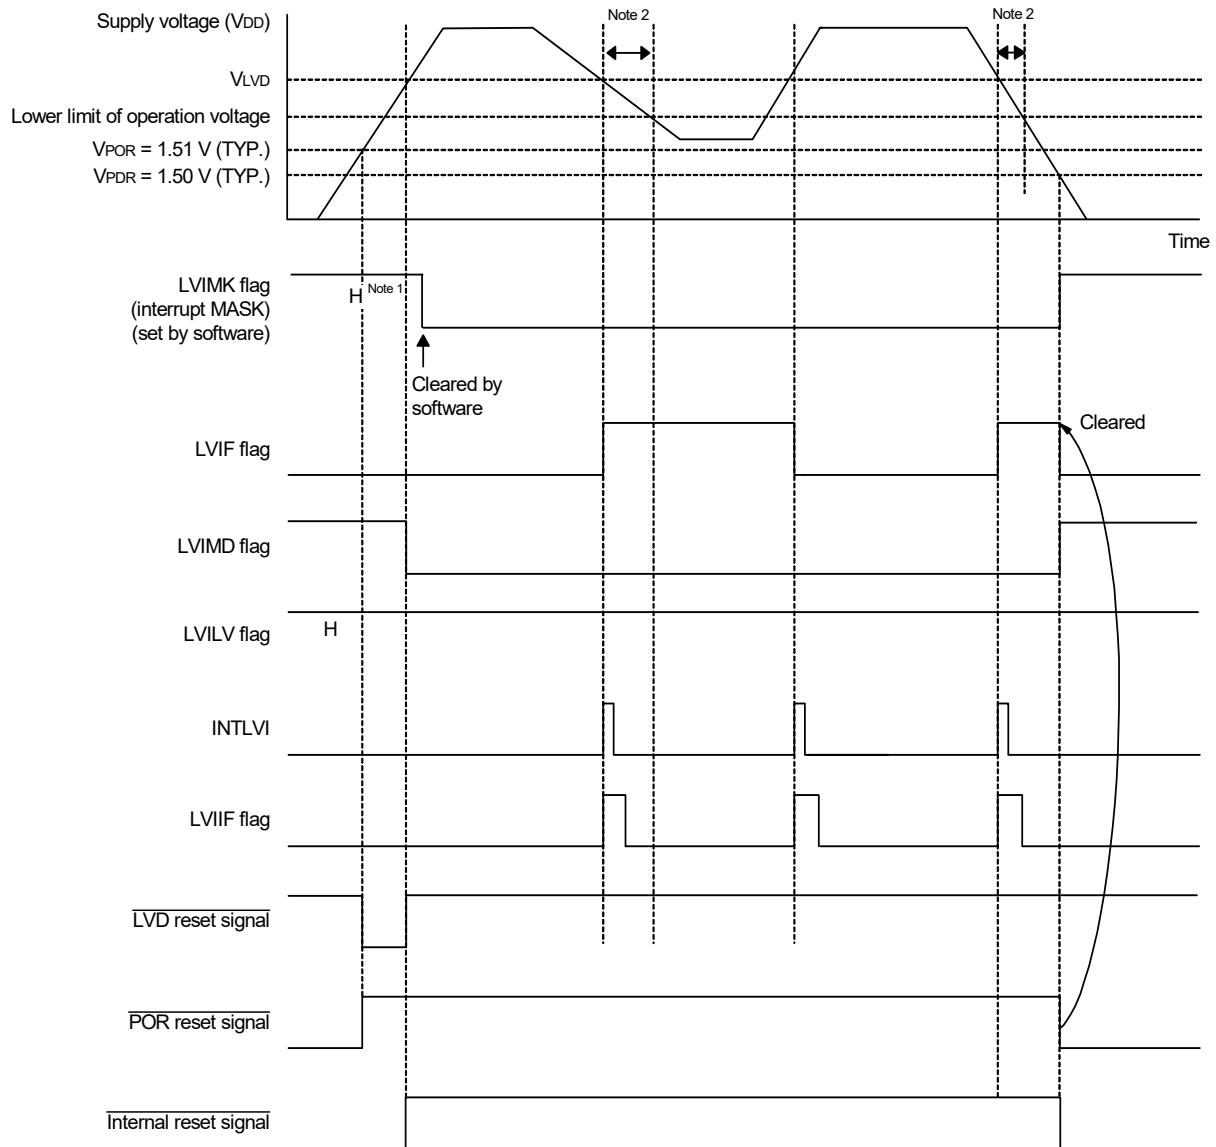 Note 2
Note 2
Supply voltage (VDD)
VLVD
Lower limit of operation voltage
VPOR = 1.51 V (TYP.)
VPDR = 1.50 V (TYP.)
Time
LVIMK flag
(interrupt MASK)
(set by software)
H Note 1
Cleared by
software
LVIF flag
Cleared
LVIMD flag
LVILV flag
H
INTLVI
LVIIF flag
LVD reset signal
POR reset signal
Internal reset signal